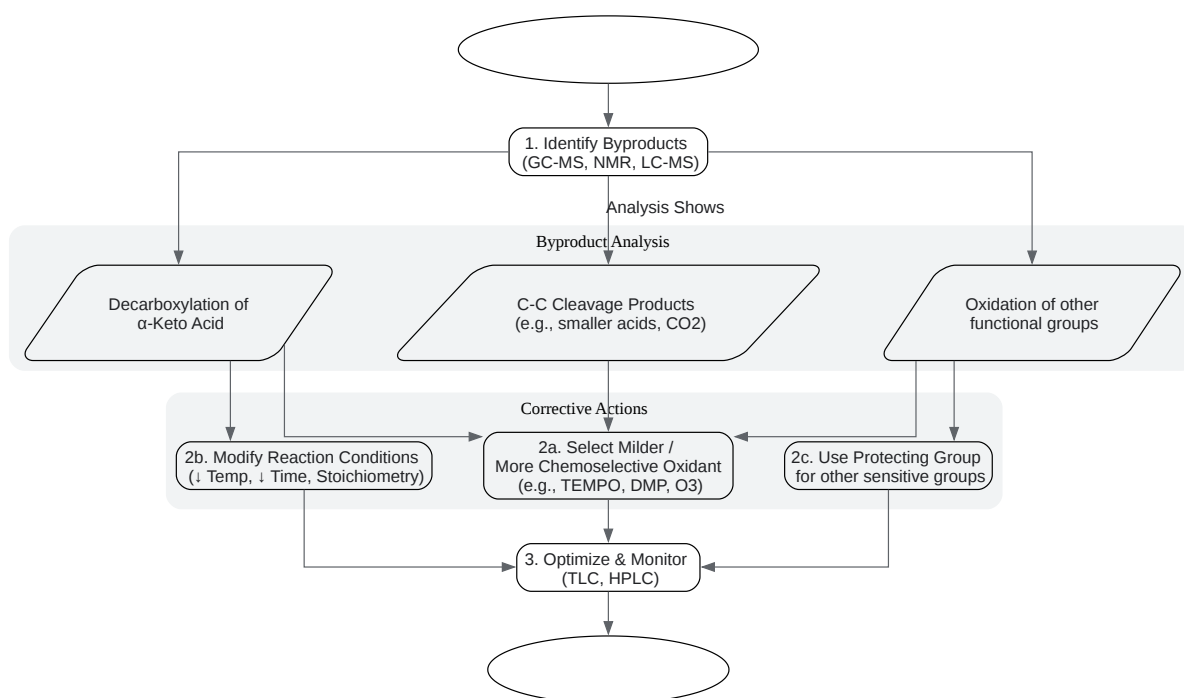 1. Identify Byproducts
(GC-MS, NMR, LC-MS)
Analysis Shows
Byproduct Analysis
Decarboxylation of
α-Keto Acid
C-C Cleavage Products
(e.g., smaller acids, CO2)
Oxidation of other
functional groups
Corrective Actions
2b. Modify Reaction Conditions
(↓ Temp, ↓ Time, Stoichiometry)
2a. Select Milder /
More Chemoselective Oxidant
(e.g., TEMPO, DMP, O3)
2c. Use Protecting Group
for other sensitive groups
3. Optimize & Monitor
(TLC, HPLC)